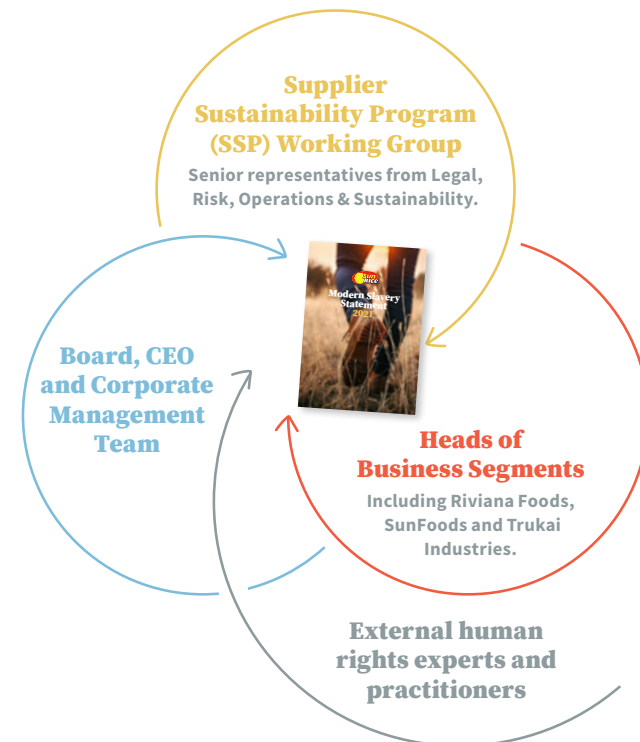 Supplier
Sustainability Program
(SSP) Working Group
Senior representatives from Legal,
Risk, Operations & Sustainability.
Sun
Rice
Modern Slavery
Statement
2021
Board, CEO
and Corporate
Management
Team
Heads of
Business Segments
Including Riviana Foods,
SunFoods and Trukai
Industries.
External human
rights experts and
practitioners